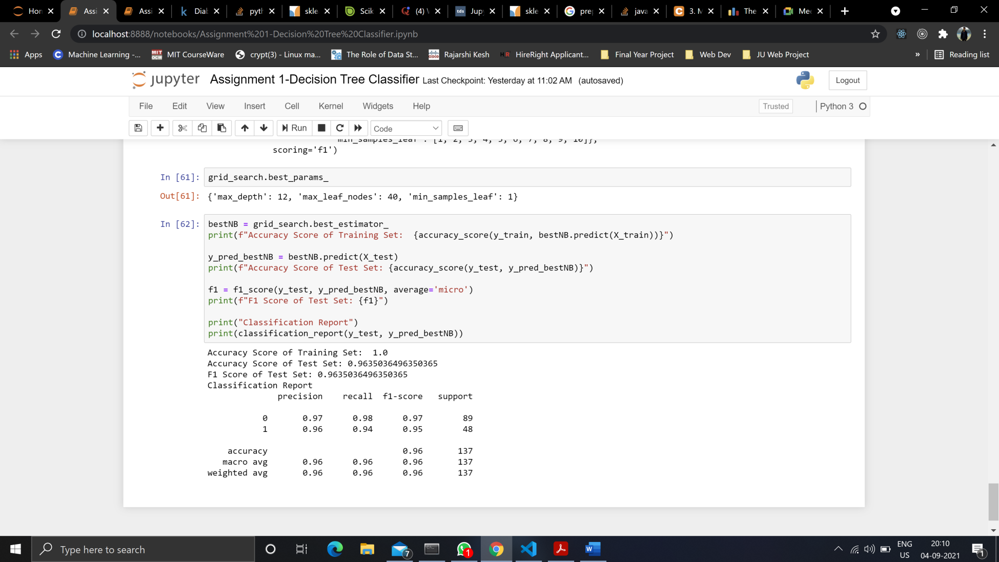 Hon
Assi
Assi
Dial
pyth
skle
Scik
(4) V
tds
Jup
skle
prep
java
3. M
The
Mee
localhost:8888/notebooks/Assignment%201-Decision%20Tree%20Classifier.ipynb
Apps
Machine Learning -...
MIT CourseWare
crypt(3) - Linux ma...
The Role of Data St...
Rajarshi Kesh
HireRight Applicant...
Final Year Project
Web Dev
JU Web Project
»
Reading list
jupyter Assignment 1-Decision Tree Classifier Last Checkpoint: Yesterday at 11:02 AM (autosaved)
Logout
File Edit View Insert Cell Kernel Widgets Help
Trusted
Python 3
Run
Code
min_samples_leaf': [1, 2, 3, 4, 5, 6, 7, 8, 9, 10]},
scoring='f1')
In [61]: grid_search.best_params_
Out[61]: {'max_depth': 12, 'max_leaf_nodes': 40, 'min_samples_leaf': 1}
In [62]: bestNB = grid_search.best_estimator_
print(f"Accuracy Score of Training Set:  {accuracy_score(y_train, bestNB.predict(X_train))}")
y_pred_bestNB = bestNB.predict(X_test)
print(f"Accuracy Score of Test Set: {accuracy_score(y_test, y_pred_bestNB)}")
f1 = f1_score(y_test, y_pred_bestNB, average='micro')
print(f"F1 Score of Test Set: {f1}")
print("Classification Report")
print(classification_report(y_test, y_pred_bestNB))
Accuracy Score of Training Set:  1.0
Accuracy Score of Test Set: 0.9635036496350365
F1 Score of Test Set: 0.9635036496350365
Classification Report
precision recall f1-score support
0 0.97 0.98 0.97 89
1 0.96 0.94 0.95 48
accuracy 0.96 137
macro avg 0.96 0.96 0.96 137
weighted avg 0.96 0.96 0.96 137
Type here to search
7
1
ENG
US
20:10
04-09-2021
1